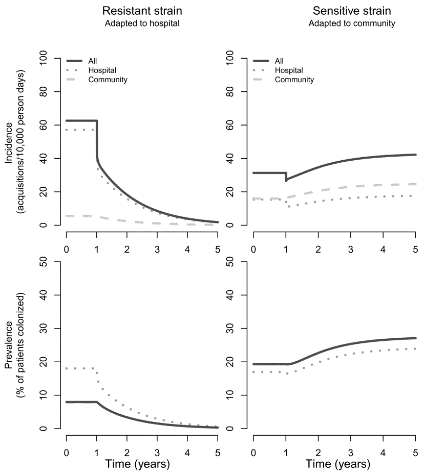 Resistant strain
Adapted to hospital
Sensitive strain
Adapted to community
Incidence
(acquisitions/10,000 person days)
100
80
60
40
20
0
All
Hospital
Community
0 1 2 3 4 5
100
80
60
40
20
0
All
Hospital
Community
0 1 2 3 4 5
Prevalence
(% of patients colonized)
50
40
30
20
10
0
0 1 2 3 4 5
Time (years)
50
40
30
20
10
0
0 1 2 3 4 5
Time (years)